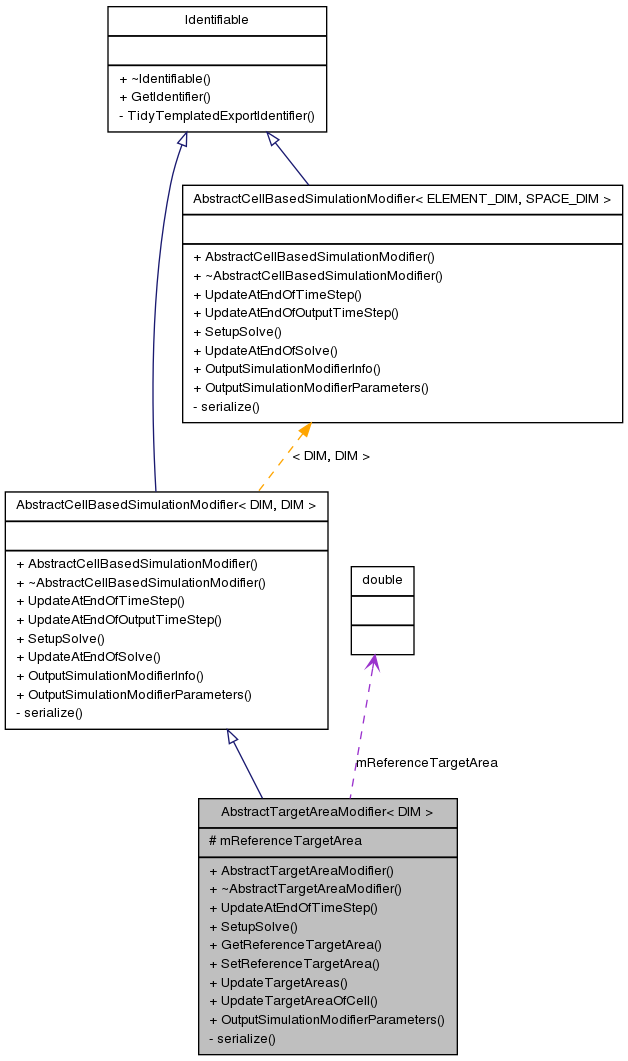 Identifiable
+ ~Identifiable()
+ GetIdentifier()
- TidyTemplatedExportIdentifier()
AbstractCellBasedSimulationModifier< ELEMENT_DIM, SPACE_DIM >
+ AbstractCellBasedSimulationModifier()
+ ~AbstractCellBasedSimulationModifier()
+ UpdateAtEndOfTimeStep()
+ UpdateAtEndOfOutputTimeStep()
+ SetupSolve()
+ UpdateAtEndOfSolve()
+ OutputSimulationModifierInfo()
+ OutputSimulationModifierParameters()
- serialize()
< DIM, DIM >
AbstractCellBasedSimulationModifier< DIM, DIM >
+ AbstractCellBasedSimulationModifier()
+ ~AbstractCellBasedSimulationModifier()
+ UpdateAtEndOfTimeStep()
+ UpdateAtEndOfOutputTimeStep()
+ SetupSolve()
+ UpdateAtEndOfSolve()
+ OutputSimulationModifierInfo()
+ OutputSimulationModifierParameters()
- serialize()
double
mReferenceTargetArea
AbstractTargetAreaModifier< DIM >
# mReferenceTargetArea
+ AbstractTargetAreaModifier()
+ ~AbstractTargetAreaModifier()
+ UpdateAtEndOfTimeStep()
+ SetupSolve()
+ GetReferenceTargetArea()
+ SetReferenceTargetArea()
+ UpdateTargetAreas()
+ UpdateTargetAreaOfCell()
+ OutputSimulationModifierParameters()
- serialize()